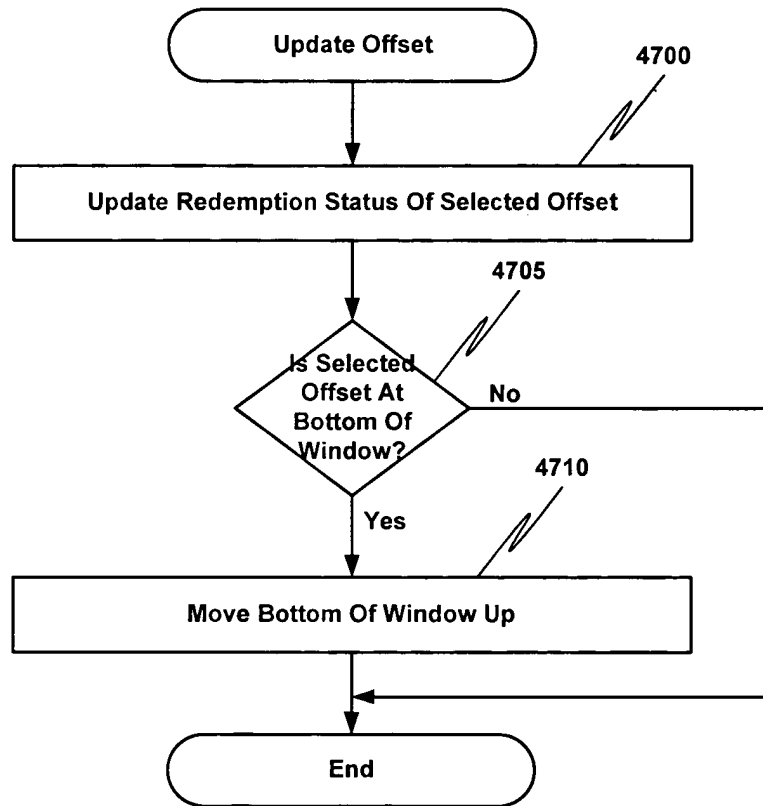 Update Offset
4700
Update Redemption Status Of Selected Offset
4705
Is Selected
Offset At
Bottom Of
Window?
No
4710
Yes
Move Bottom Of Window Up
End